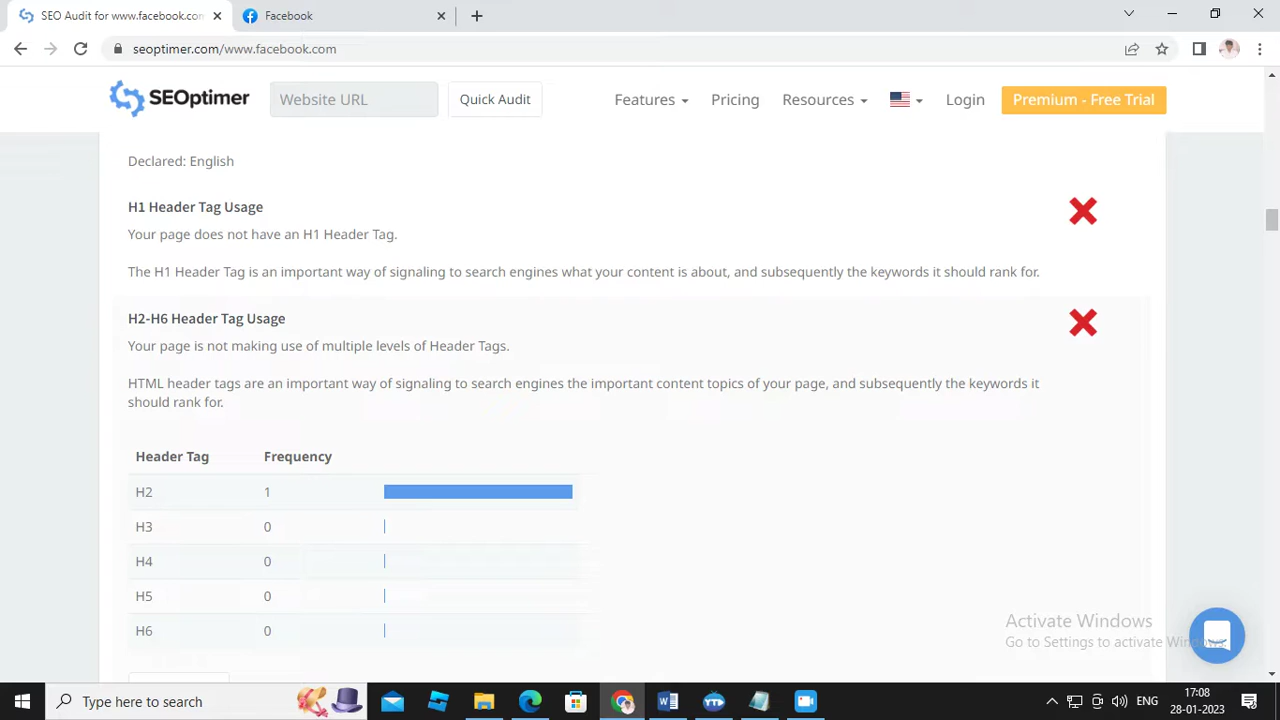 SEO Audit for www.facebook.com
Facebook
seoptimer.com/www.facebook.com
SEOptimer
Website URL
Quick Audit
Features
Pricing
Resources
Login
Premium - Free Trial
Declared: English
H1 Header Tag Usage
Your page does not have an H1 Header Tag.
The H1 Header Tag is an important way of signaling to search engines what your content is about, and subsequently the keywords it should rank for.
H2-H6 Header Tag Usage
Your page is not making use of multiple levels of Header Tags.
HTML header tags are an important way of signaling to search engines the important content topics of your page, and subsequently the keywords it
should rank for.
Header Tag Frequency
H2 1
H3 0
H4 0
H5 0
H6 0
Activate Windows
Go to Settings to activate Windows.
Type here to search
ENG
17:08
28-01-2023